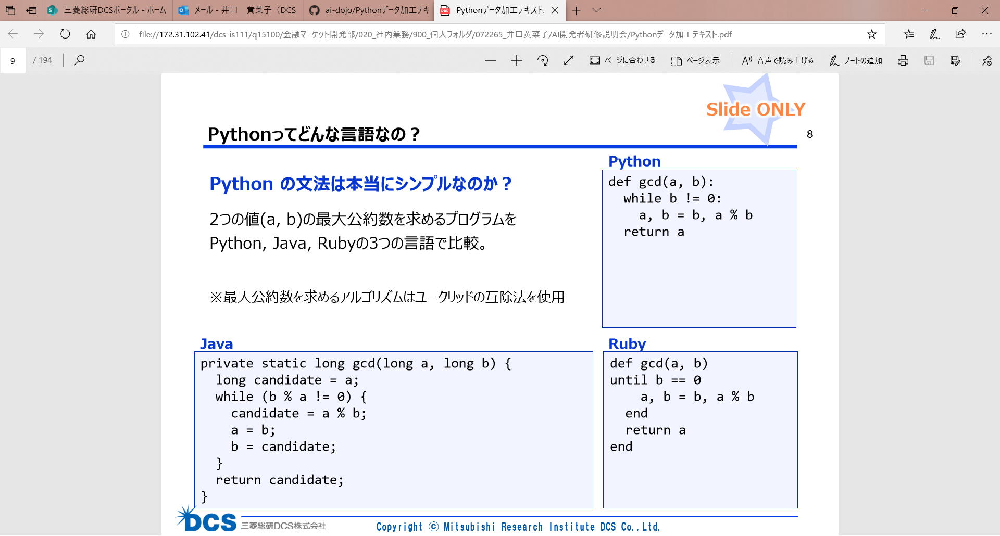 三菱総研DCSポータル - ホーム
メール - 井口 黄菜子 (DCS
ai-dojo/Pythonデータ加工テキ
Pythonデータ加工テキスト.
file://172.31.102.41/dcs-is111/q15100/金融マーケット開発部/020_社内業務/900_個人フォルダ/072265_井口黄菜子/AI開発者研修説明会/Pythonデータ加工テキスト.pdf
9 / 194
ページに合わせる
ページ表示
音声で読み上げる
ノートの追加
Slide ONLY
Pythonってどんな言語なの？
8
Python の文法は本当にシンプルなのか？
2つの値(a, b)の最大公約数を求めるプログラムを
Python, Java, Rubyの3つの言語で比較。
※最大公約数を求めるアルゴリズムはユークリッドの互除法を使用
Python
def gcd(a, b):
  while b != 0:
    a, b = b, a % b
  return a
Java
private static long gcd(long a, long b) {
  long candidate = a;
  while (b % a != 0) {
    candidate = a % b;
    a = b;
    b = candidate;
  }
  return candidate;
}
Ruby
def gcd(a, b)
until b == 0
    a, b = b, a % b
  end
  return a
end
DCS 三菱総研DCS株式会社
Copyright © Mitsubishi Research Institute DCS Co.,Ltd.